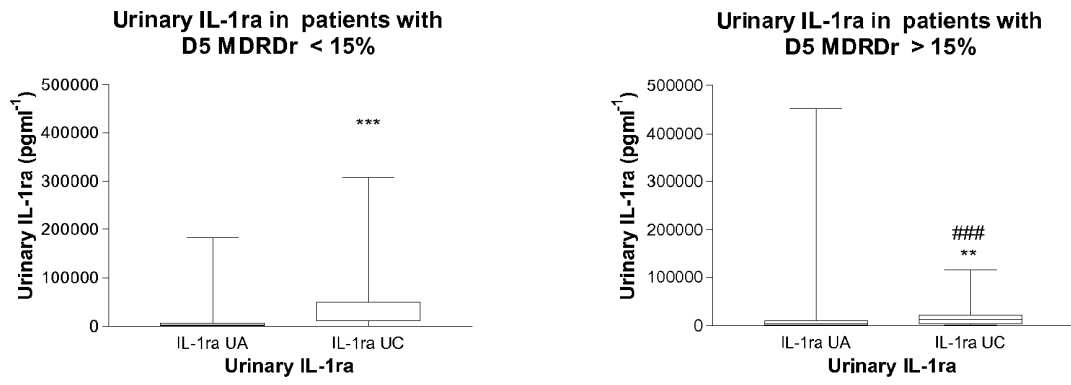 Urinary IL-1ra in patients with
D5 MDRDr < 15%
Urinary IL-1ra (pgml-1)
500000
400000
300000
200000
100000
0
***
IL-1ra UA
IL-1ra UC
Urinary IL-1ra
Urinary IL-1ra in patients with
D5 MDRDr > 15%
Urinary IL-1ra (pgml-1)
500000
400000
300000
200000
100000
0
###
**
IL-1ra UA
IL-1ra UC
Urinary IL-1ra